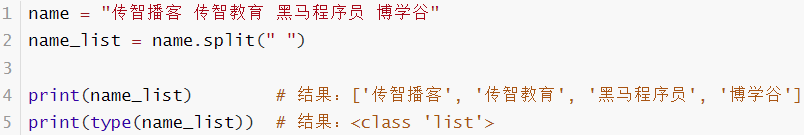 1 name = "传智播客 传智教育 黑马程序员 博学谷"
2 name_list = name.split(" ")
3
4 print(name_list)          # 结果：['传智播客', '传智教育', '黑马程序员', '博学谷']
5 print(type(name_list))  # 结果：<class 'list'>